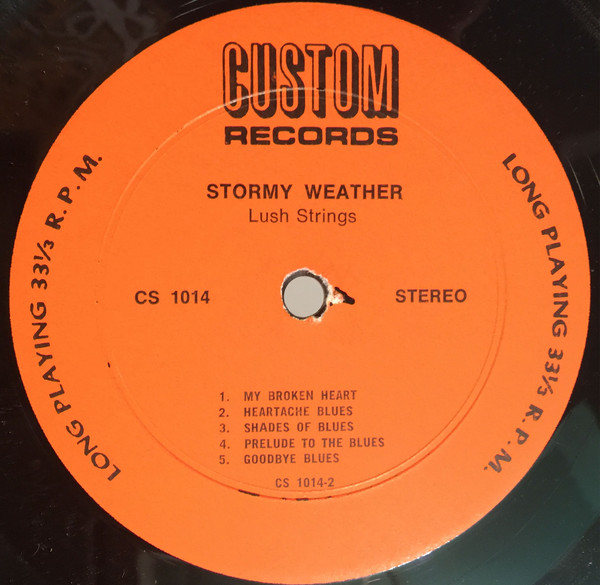 CUSTOM
RECORDS
STORMY WEATHER
Lush Strings
LONG PLAYING 33⅓ R.P.M.
LONG PLAYING 33⅓ R.P.M.
CS 1014
STEREO
1. MY BROKEN HEART
2. HEARTACHE BLUES
3. SHADES OF BLUES
4. PRELUDE TO THE BLUES
5. GOODBYE BLUES
CS 1014-2